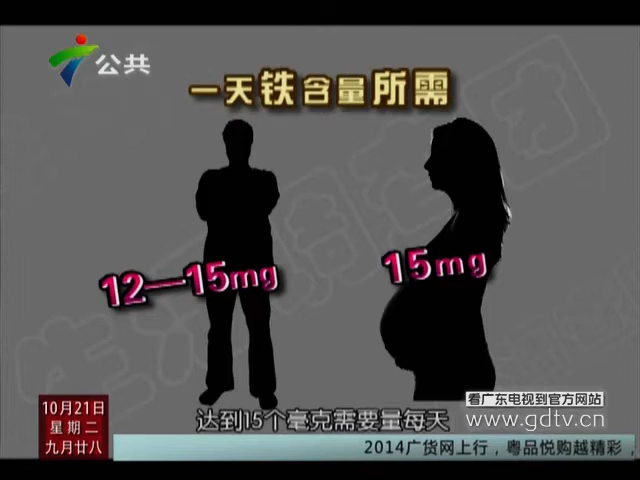 公共
一天铁含量所需
12—15mg
15mg
10月21日
星期二
九月廿八
达到15个毫克需要量每天
看广东电视到官方网站
www.gdtv.cn
2014广货网上行，粤品悦购越精彩，